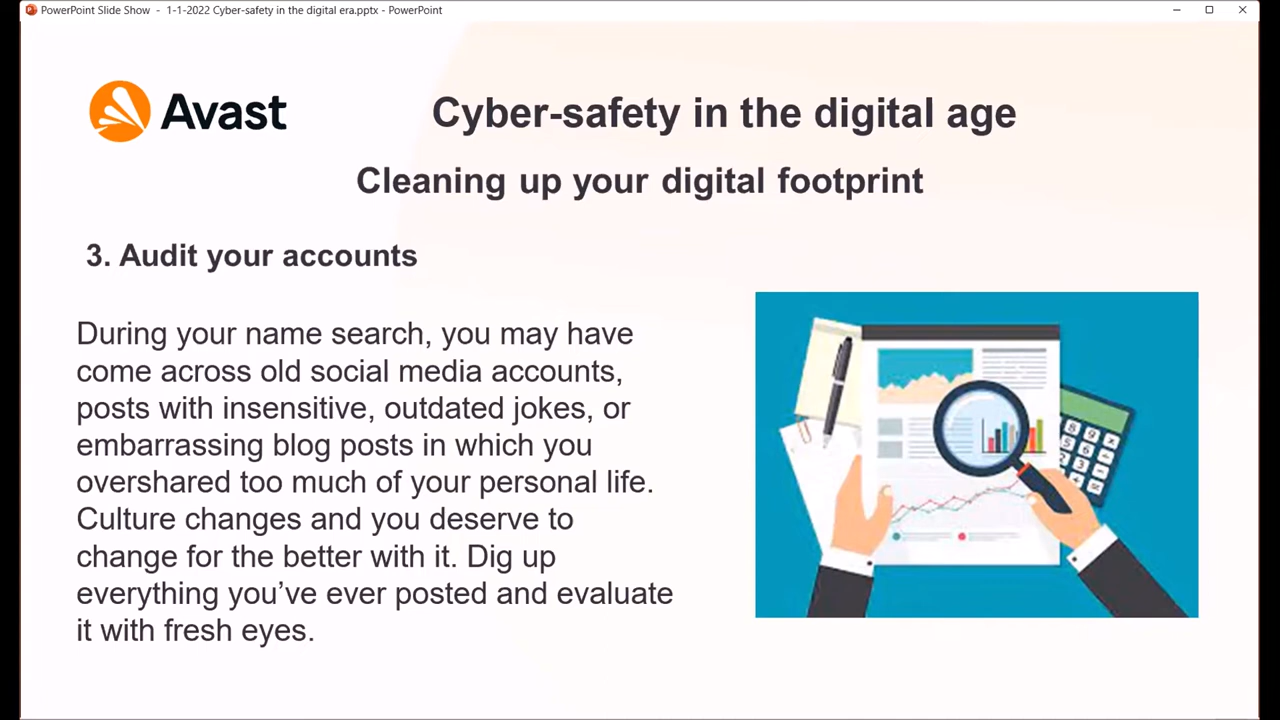 PowerPoint Slide Show - 1-1-2022 Cyber-safety in the digital era.pptx - PowerPoint
Avast
Cyber-safety in the digital age
Cleaning up your digital footprint
3. Audit your accounts
During your name search, you may have
come across old social media accounts,
posts with insensitive, outdated jokes, or
embarrassing blog posts in which you
overshared too much of your personal life.
Culture changes and you deserve to
change for the better with it. Dig up
everything you’ve ever posted and evaluate
it with fresh eyes.